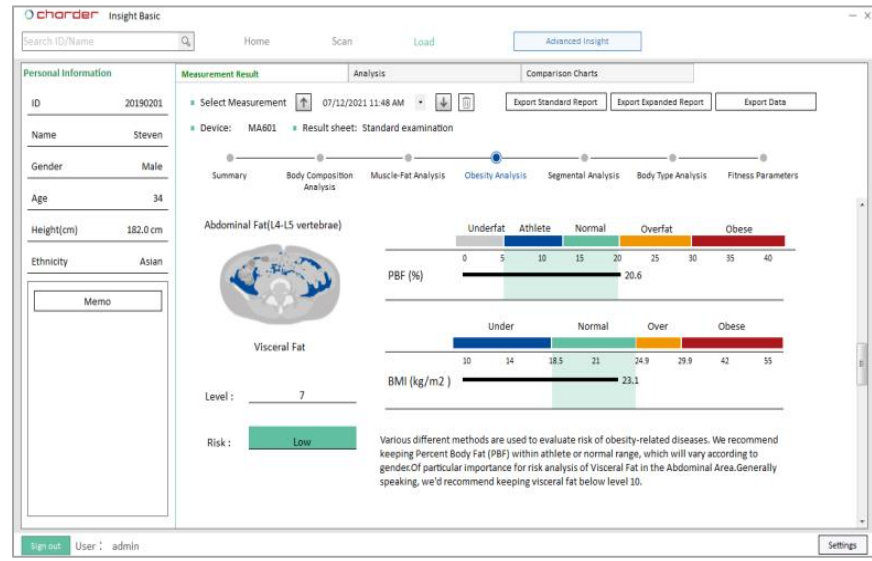 chorder Insight Basic
Search ID/Name Home Scan Load Advanced Insight
Personal Information
ID 20190201
Name Steven
Gender Male
Age 34
Height(cm) 182.0 cm
Ethnicity Asian
Memo
Measurement Result Analysis Comparison Charts
Select Measurement 07/12/2021 11:48 AM Export Standard Report Export Expanded Report Export Data
Device: MA601 Result sheet: Standard examination
Summary Body Composition Analysis Muscle-Fat Analysis Obesity Analysis Segmental Analysis Body Type Analysis Fitness Parameters
Abdominal Fat(L4-L5 vertebrae)
Visceral Fat
Level : 7
Risk : Low
Underfat Athlete Normal Overfat Obese
0 5 10 15 20 25 30 35 40
PBF (%) 20.6
Under Normal Over Obese
10 14 18.5 21 24.9 29.9 42 55
BMI (kg/m2 ) 23.1
Various different methods are used to evaluate risk of obesity-related diseases. We recommend
keeping Percent Body Fat (PBF) within athlete or normal range, which will vary according to
gender.Of particular importance for risk analysis of Visceral Fat in the Abdominal Area.Generally
speaking, we'd recommend keeping visceral fat below level 10.
Sign out User : admin Settings